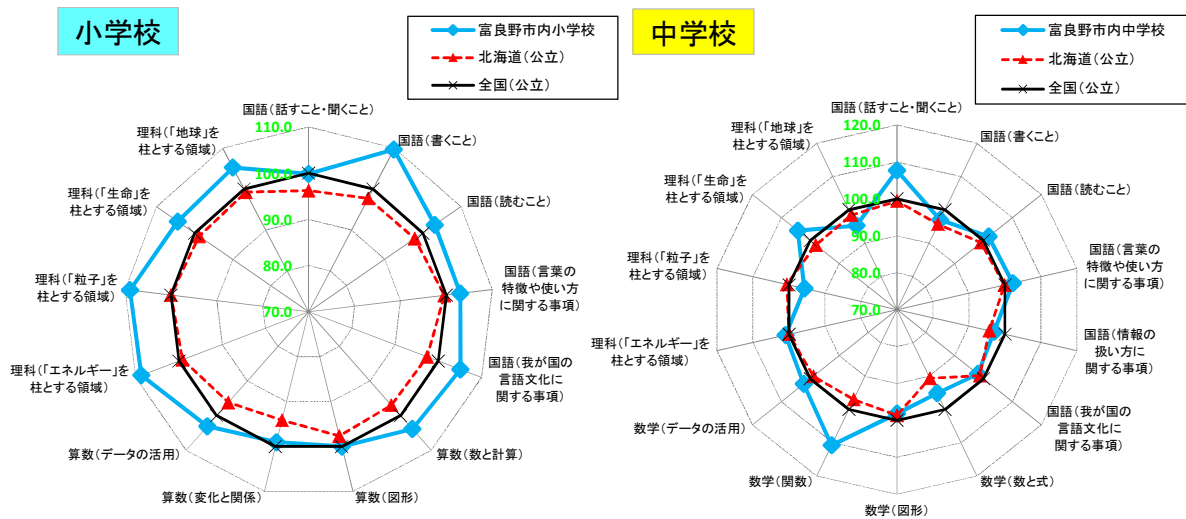 小学校
富良野市内小学校
北海道(公立)
全国(公立)
国語(話すこと・聞くこと)
国語(書くこと)
国語(読むこと)
国語(言葉の
特徴や使い方
に関する事項)
国語(我が国の
言語文化に
関する事項)
算数(数と計算)
算数(図形)
算数(変化と関係)
算数(データの活用)
理科(「エネルギー」を
柱とする領域)
理科(「粒子」を
柱とする領域)
理科(「生命」を
柱とする領域)
理科(「地球」を
柱とする領域)
110.0
100.0
90.0
80.0
70.0
中学校
富良野市内中学校
北海道(公立)
全国(公立)
国語(話すこと・聞くこと)
国語(書くこと)
国語(読むこと)
国語(言葉の
特徴や使い方
に関する事項)
国語(情報の
扱い方に
関する事項)
国語(我が国の
言語文化に
関する事項)
数学(数と式)
数学(図形)
数学(関数)
数学(データの活用)
理科(「エネルギー」を
柱とする領域)
理科(「粒子」を
柱とする領域)
理科(「生命」を
柱とする領域)
理科(「地球」を
柱とする領域)
120.0
110.0
100.0
90.0
80.0
70.0